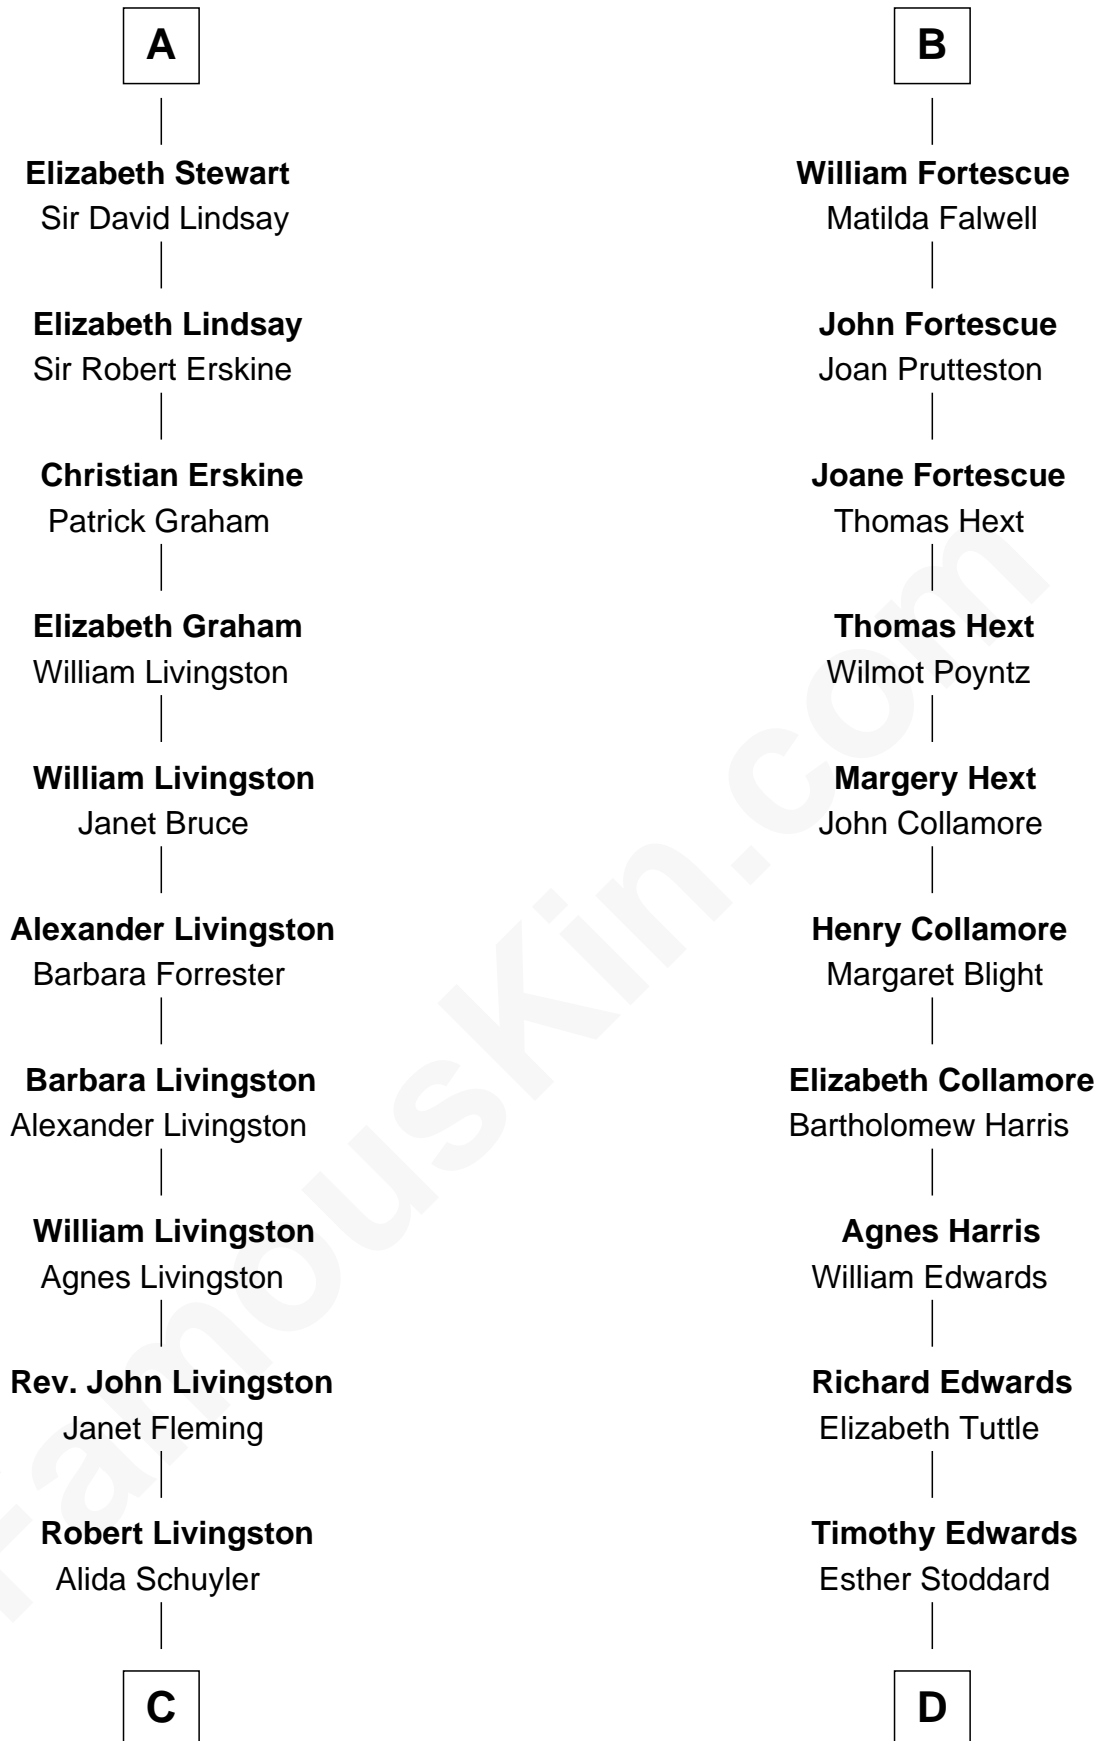 A
Elizabeth Stewart
Sir David Lindsay
Elizabeth Lindsay
Sir Robert Erskine
Christian Erskine
Patrick Graham
Elizabeth Graham
William Livingston
William Livingston
Janet Bruce
Alexander Livingston
Barbara Forrester
Barbara Livingston
Alexander Livingston
William Livingston
Agnes Livingston
Rev. John Livingston
Janet Fleming
Robert Livingston
Alida Schuyler
C
B
William Fortescue
Matilda Falwell
John Fortescue
Joan Prutteston
Joane Fortescue
Thomas Hext
Thomas Hext
Wilmot Poyntz
Margery Hext
John Collamore
Henry Collamore
Margaret Blight
Elizabeth Collamore
Bartholomew Harris
Agnes Harris
William Edwards
Richard Edwards
Elizabeth Tuttle
Timothy Edwards
Esther Stoddard
D
FamousKin.com